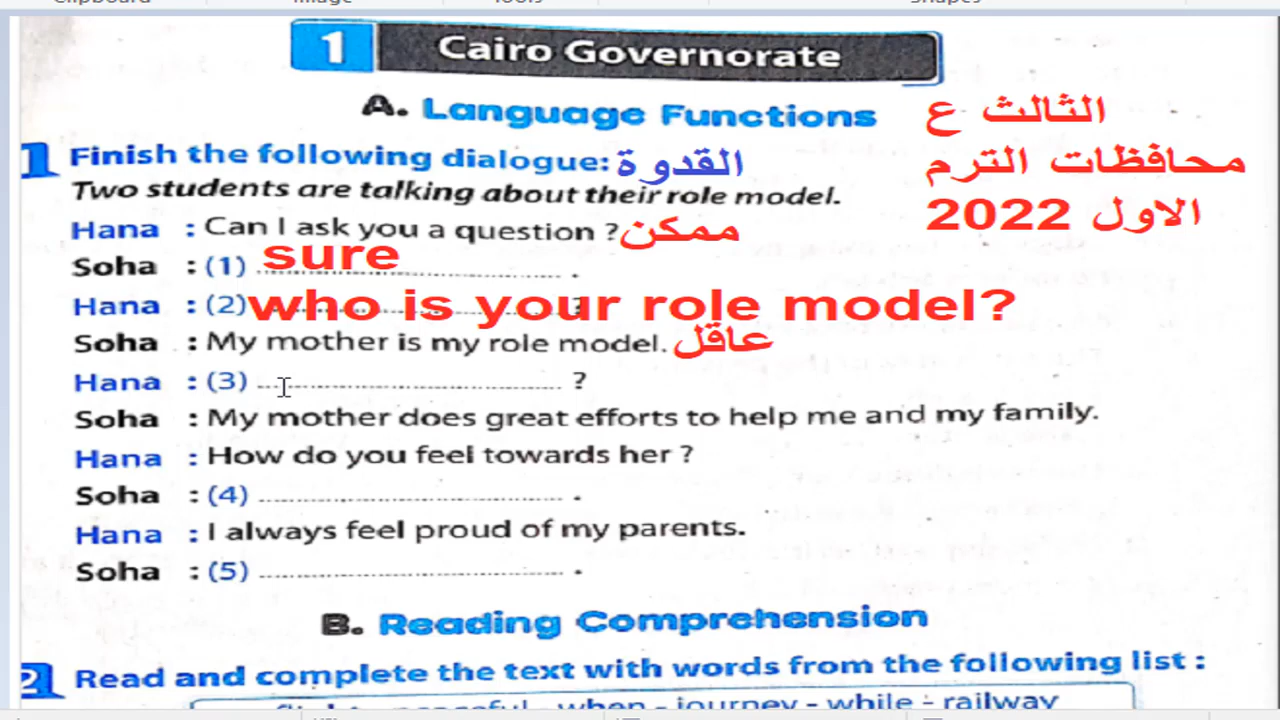 Clipboard Image Tools Shapes
1 Cairo Governorate
A. Language Functions
الثالث ع
محافظات الترم
الاول 2022
1 Finish the following dialogue: القدوة
Two students are talking about their role model.
Hana : Can I ask you a question ? ممكن
Soha : (1) sure .
Hana : (2) who is your role model? ?
Soha : My mother is my role model. عاقل
Hana : (3) ?
Soha : My mother does great efforts to help me and my family.
Hana : How do you feel towards her ?
Soha : (4) .
Hana : I always feel proud of my parents.
Soha : (5) .
B. Reading Comprehension
2 Read and complete the text with words from the following list :
peaceful - when - journey - while - railway